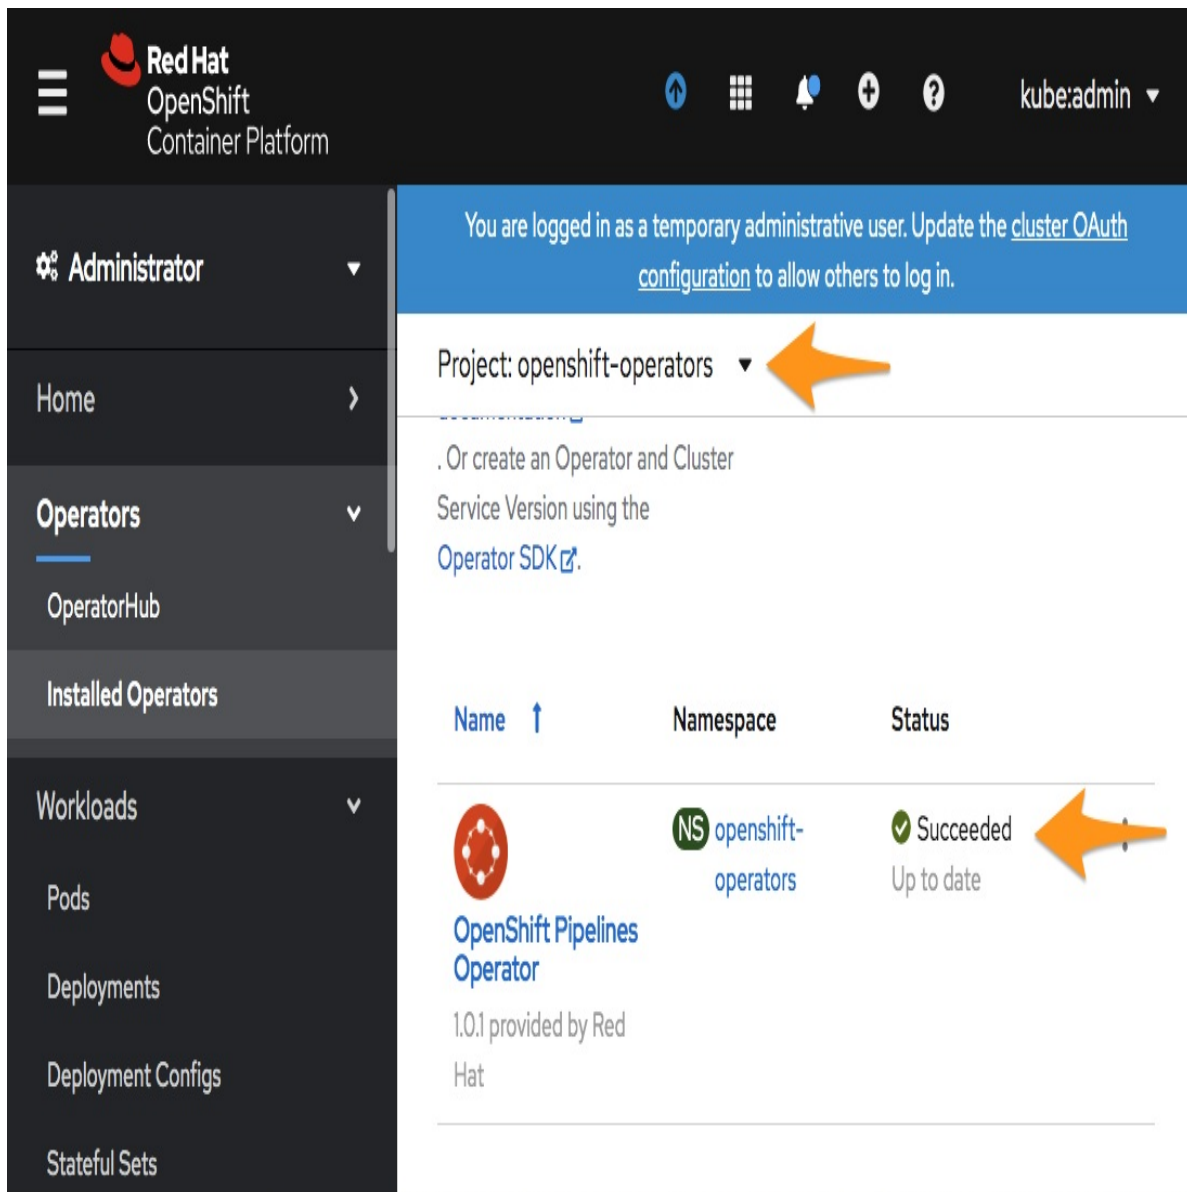 Red Hat
OpenShift
Container Platform
kube:admin
Administrator
Home
Operators
OperatorHub
Installed Operators
Workloads
Pods
Deployments
Deployment Configs
Stateful Sets
You are logged in as a temporary administrative user. Update the cluster OAuth
configuration to allow others to log in.
Project: openshift-operators
. Or create an Operator and Cluster
Service Version using the
Operator SDK.
Name
Namespace
Status
OpenShift Pipelines
Operator
1.0.1 provided by Red
Hat
NS openshift-
operators
Succeeded
Up to date